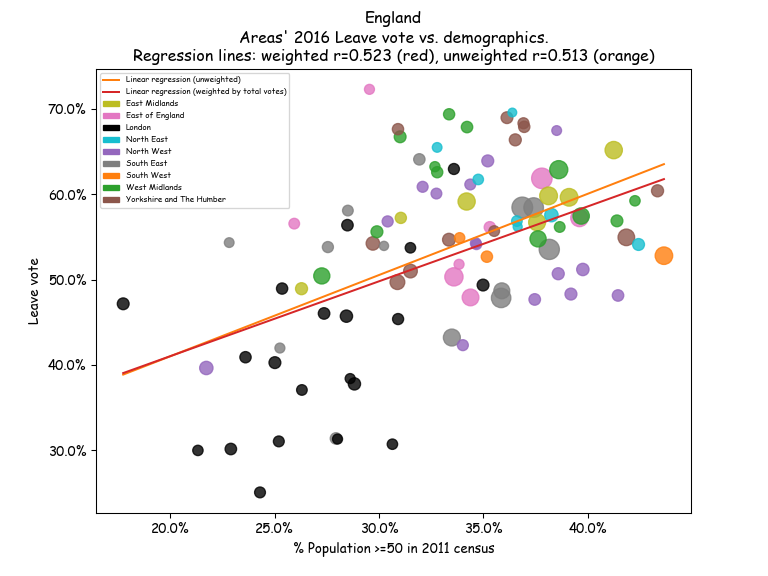 England
Areas' 2016 Leave vote vs. demographics.
Regression lines: weighted r=0.523 (red), unweighted r=0.513 (orange)
Linear regression (unweighted)
Linear regression (weighted by total votes)
East Midlands
East of England
London
North East
North West
South East
South West
West Midlands
Yorkshire and The Humber
70.0%
60.0%
50.0%
40.0%
30.0%
Leave vote
20.0% 25.0% 30.0% 35.0% 40.0%
% Population >=50 in 2011 census